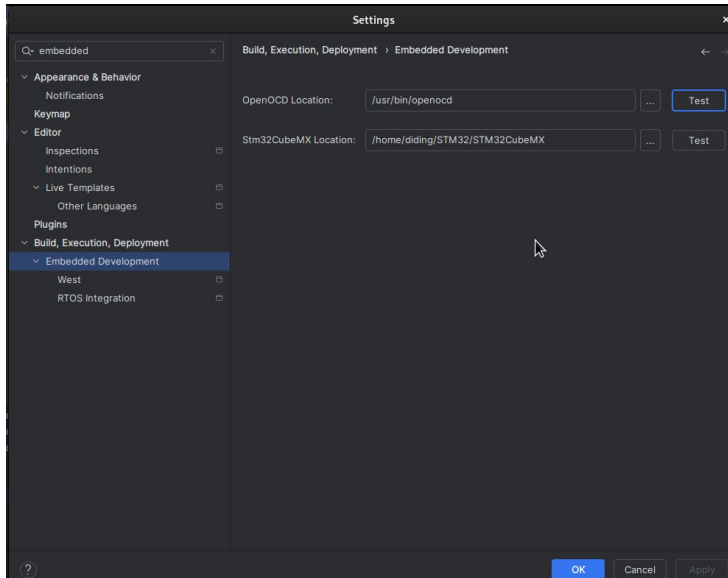 Settings
embedded
Build, Execution, Deployment › Embedded Development
Appearance & Behavior
Notifications
Keymap
Editor
Inspections
Intentions
Live Templates
Other Languages
Plugins
Build, Execution, Deployment
Embedded Development
West
RTOS Integration
OpenOCD Location: /usr/bin/openocd ... Test
Stm32CubeMX Location: /home/diding/STM32/STM32CubeMX ... Test
? OK Cancel Apply